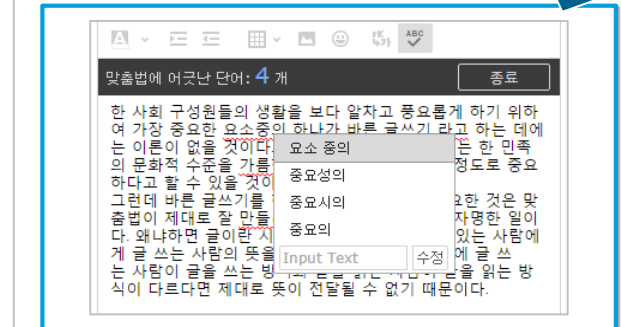 A
ABC
맞춤법에 어긋난 단어: 4 개
종료
한 사회 구성원들의 생활을 보다 알차고 풍요롭게 하기 위하
여 가장 중요한 요소중의 하나가 바른 글쓰기 라고 하는 데에
는 이론이 없을 것이다. 는 한 민족
의 문화적 수준을 가름 정도로 중요
하다고 할 수 있을 것이
그런데 바른 글쓰기를 요한 것은 맞
춤법이 제대로 잘 만들 자명한 일이
다. 왜냐하면 글이란 시 있는 사람에
게 글 쓰는 사람의 뜻을 에 글 쓰
는 사람이 글을 쓰는 방 을 읽는 방
식이 다르다면 제대로 뜻이 전달될 수 없기 때문이다.
요소 중의
중요성의
중요시의
중요의
Input Text
수정